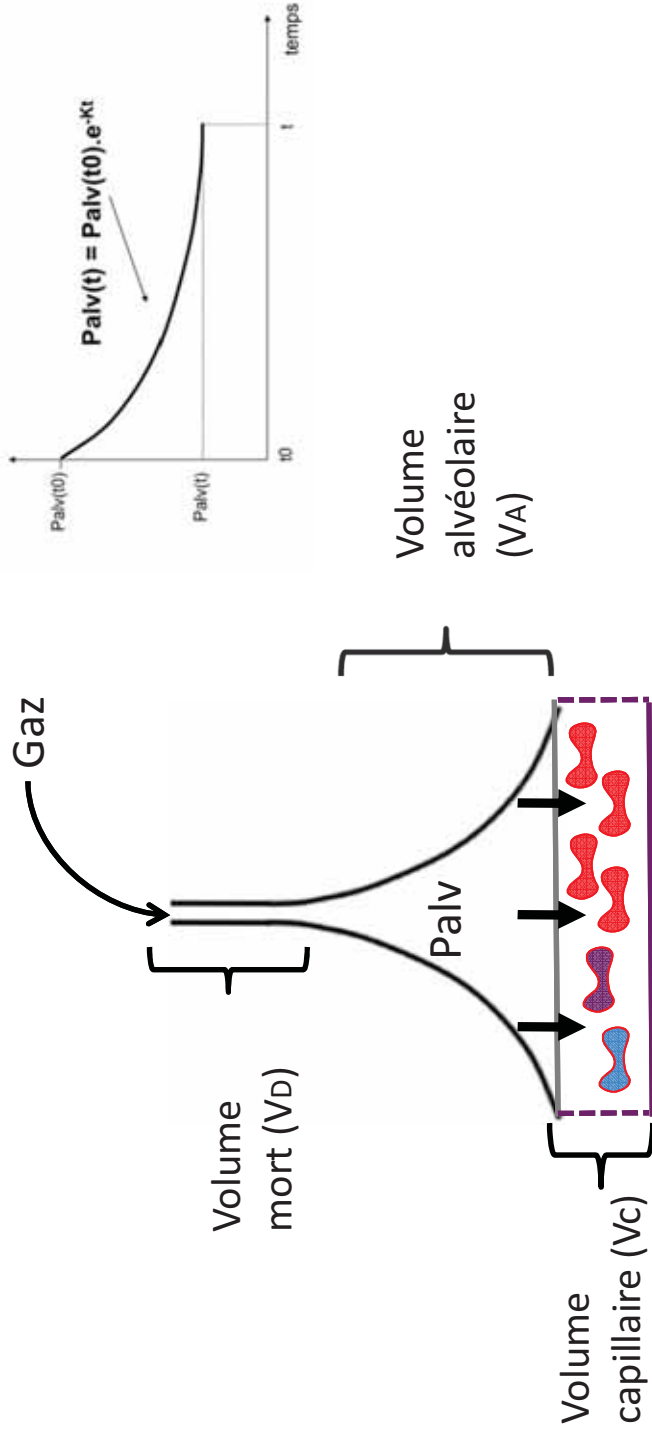 Gaz
Volume
mort (VD)
Palv
Volume
alvéolaire
(VA)
Volume
capillaire (Vc)
Palv(t0)
Palv(t) = Palv(t0).e-Kt
Palv(t)
t0
t
temps